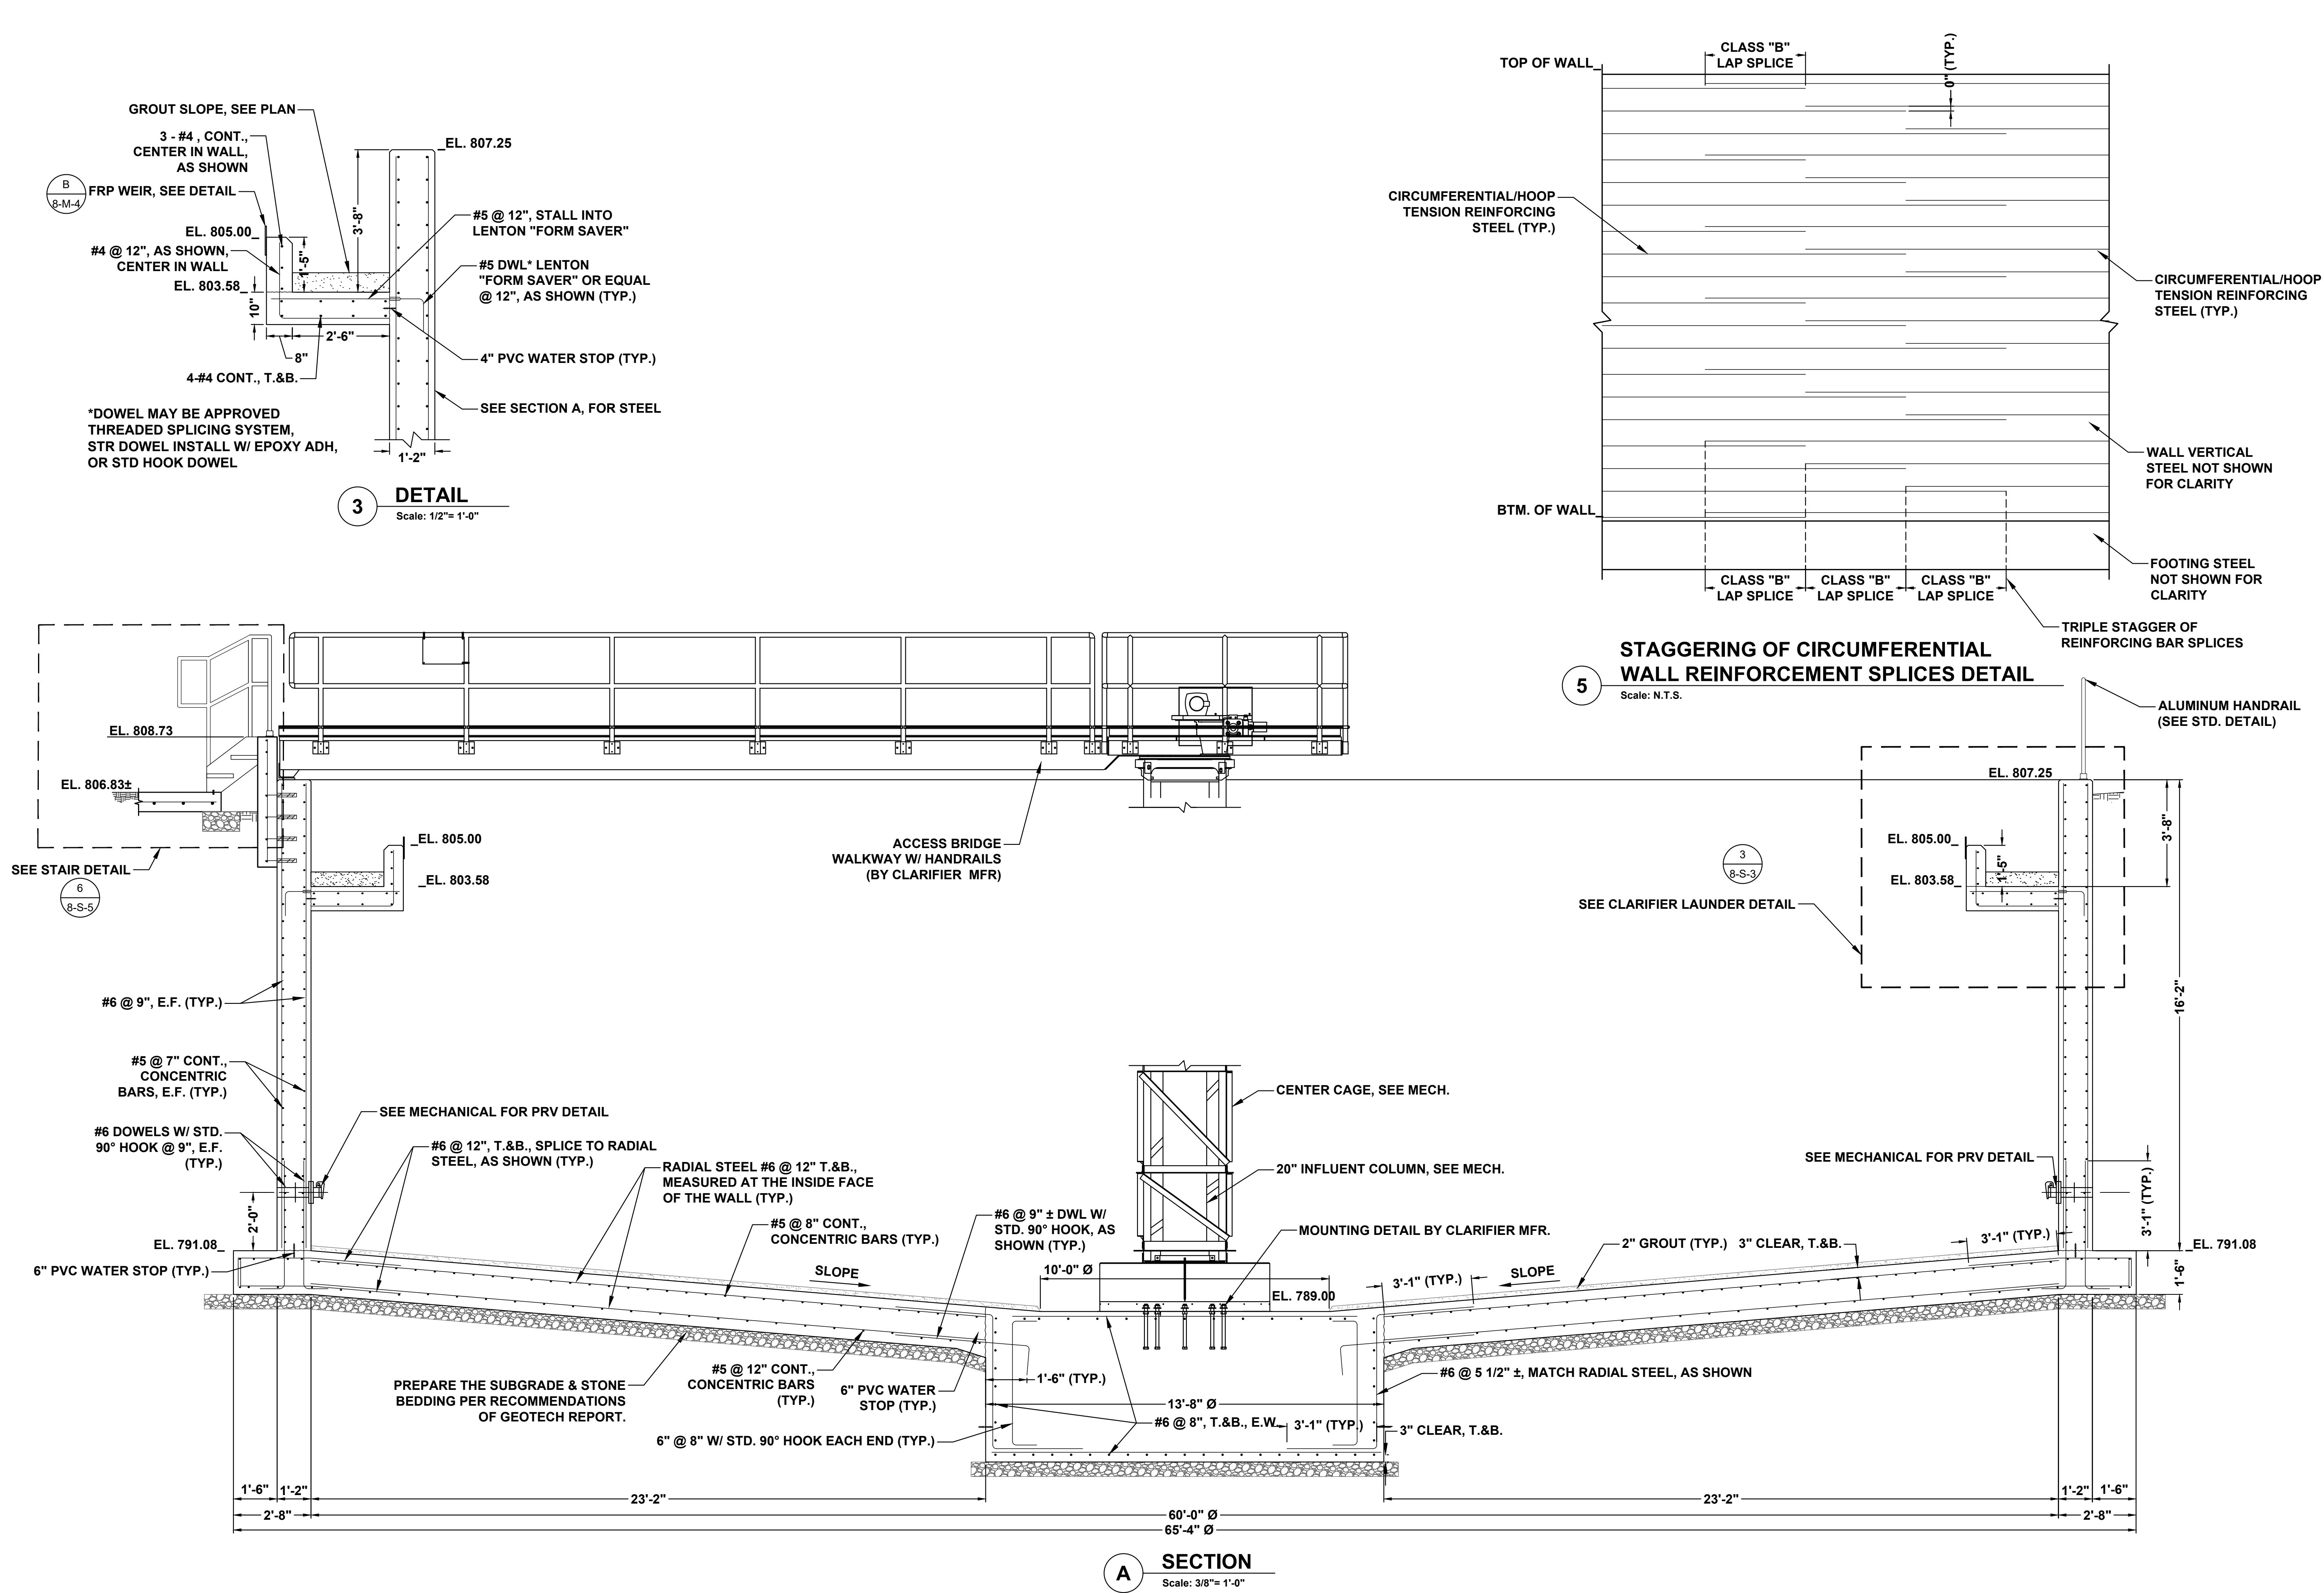 GROUT SLOPE, SEE PLAN
3 - #4 , CONT.,
CENTER IN WALL,
AS SHOWN
B
8-M-4
FRP WEIR, SEE DETAIL
EL. 805.00
#4 @ 12", AS SHOWN,
CENTER IN WALL
EL. 803.58
10"
8"
2'-6"
1'-5"
3'-8"
4-#4 CONT., T.&B.
EL. 807.25
#5 @ 12", STALL INTO
LENTON "FORM SAVER"
#5 DWL* LENTON
"FORM SAVER" OR EQUAL
@ 12", AS SHOWN (TYP.)
4" PVC WATER STOP (TYP.)
SEE SECTION A, FOR STEEL
1'-2"
*DOWEL MAY BE APPROVED
THREADED SPLICING SYSTEM,
STR DOWEL INSTALL W/ EPOXY ADH,
OR STD HOOK DOWEL
3
DETAIL
Scale: 1/2"= 1'-0"
TOP OF WALL
CLASS "B"
LAP SPLICE
0" (TYP.)
CIRCUMFERENTIAL/HOOP
TENSION REINFORCING
STEEL (TYP.)
CIRCUMFERENTIAL/HOOP
TENSION REINFORCING
STEEL (TYP.)
WALL VERTICAL
STEEL NOT SHOWN
FOR CLARITY
BTM. OF WALL
CLASS "B"
LAP SPLICE
CLASS "B"
LAP SPLICE
CLASS "B"
LAP SPLICE
FOOTING STEEL
NOT SHOWN FOR
CLARITY
TRIPLE STAGGER OF
REINFORCING BAR SPLICES
5
STAGGERING OF CIRCUMFERENTIAL
WALL REINFORCEMENT SPLICES DETAIL
Scale: N.T.S.
EL. 808.73
EL. 806.83±
SEE STAIR DETAIL
6
8-S-5
EL. 805.00
EL. 803.58
ACCESS BRIDGE
WALKWAY W/ HANDRAILS
(BY CLARIFIER MFR)
ALUMINUM HANDRAIL
(SEE STD. DETAIL)
EL. 807.25
EL. 805.00
1'-5"
EL. 803.58
3'-8"
3
8-S-3
SEE CLARIFIER LAUNDER DETAIL
16'-2"
#6 @ 9", E.F. (TYP.)
#5 @ 7" CONT.,
CONCENTRIC
BARS, E.F. (TYP.)
#6 DOWELS W/ STD.
90° HOOK @ 9", E.F.
(TYP.)
SEE MECHANICAL FOR PRV DETAIL
#6 @ 12", T.&B., SPLICE TO RADIAL
STEEL, AS SHOWN (TYP.)
RADIAL STEEL #6 @ 12" T.&B.,
MEASURED AT THE INSIDE FACE
OF THE WALL (TYP.)
#5 @ 8" CONT.,
CONCENTRIC BARS (TYP.)
#6 @ 9" ± DWL W/
STD. 90° HOOK, AS
SHOWN (TYP.)
CENTER CAGE, SEE MECH.
20" INFLUENT COLUMN, SEE MECH.
MOUNTING DETAIL BY CLARIFIER MFR.
SEE MECHANICAL FOR PRV DETAIL
3'-1" (TYP.)
2'-0"
EL. 791.08
6" PVC WATER STOP (TYP.)
SLOPE
10'-0" Ø
EL. 789.00
3'-1" (TYP.)
SLOPE
2" GROUT (TYP.)
3" CLEAR, T.&B.
3'-1" (TYP.)
EL. 791.08
1'-6"
PREPARE THE SUBGRADE & STONE
BEDDING PER RECOMMENDATIONS
OF GEOTECH REPORT.
#5 @ 12" CONT.,
CONCENTRIC BARS
(TYP.)
6" PVC WATER
STOP (TYP.)
1'-6" (TYP.)
13'-8" Ø
#6 @ 8", T.&B., E.W.
3'-1" (TYP.)
6" @ 8" W/ STD. 90° HOOK EACH END (TYP.)
#6 @ 5 1/2" ±, MATCH RADIAL STEEL, AS SHOWN
3" CLEAR, T.&B.
1'-6"
1'-2"
23'-2"
23'-2"
1'-2"
1'-6"
2'-8"
60'-0" Ø
2'-8"
65'-4" Ø
A
SECTION
Scale: 3/8"= 1'-0"